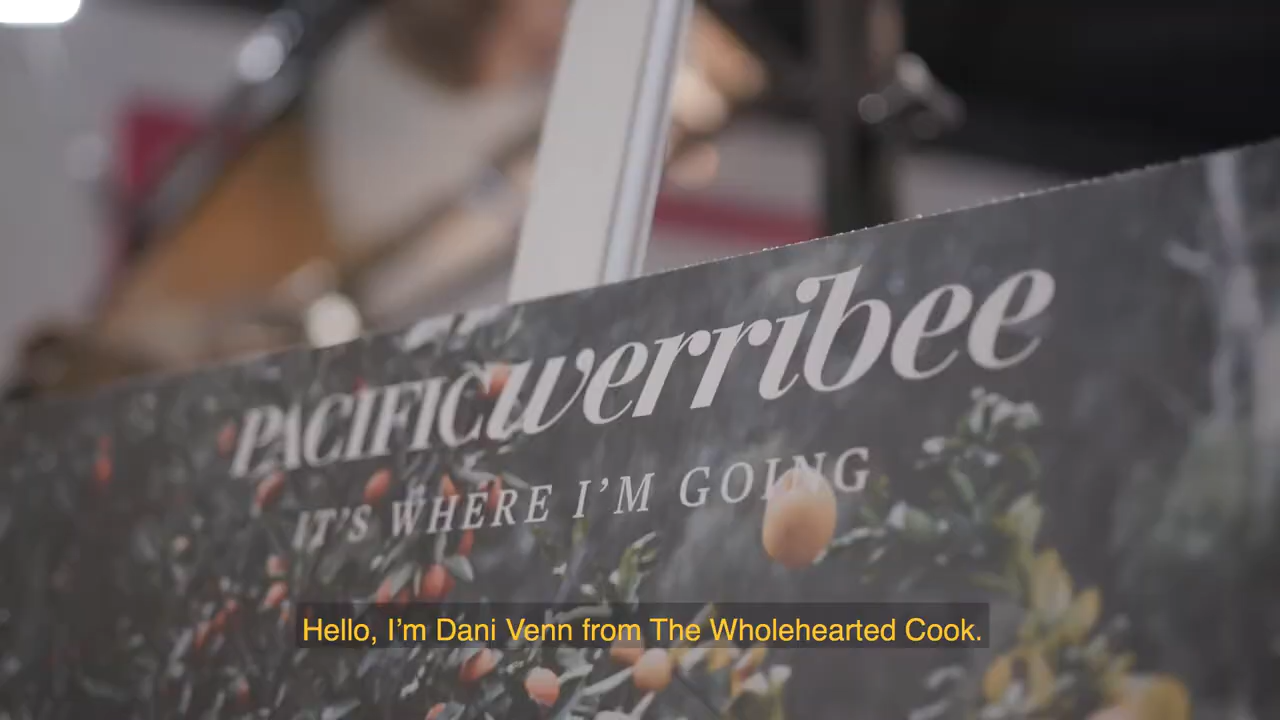 PACIFICwerribee
IT'S WHERE I'M GOING
Hello, I'm Dani Venn from The Wholehearted Cook.